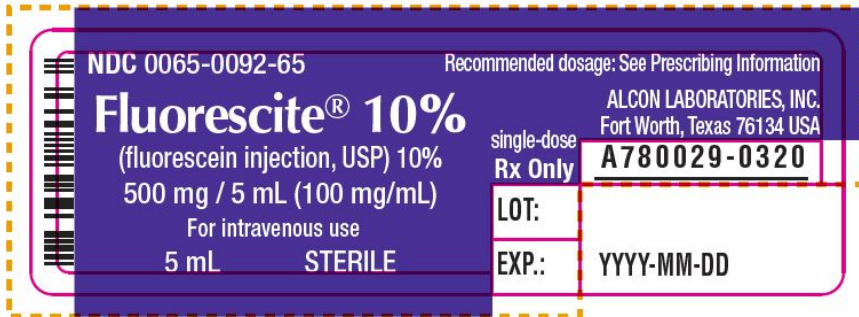 NDC 0065-0092-65
Recommended dosage: See Prescribing Information
Fluorescite® 10%
(fluorescein injection, USP) 10%
500 mg / 5 mL (100 mg/mL)
For intravenous use
5 mL STERILE
single-dose
Rx Only
ALCON LABORATORIES, INC.
Fort Worth, Texas 76134 USA
A780029-0320
LOT:
EXP.: YYYY-MM-DD